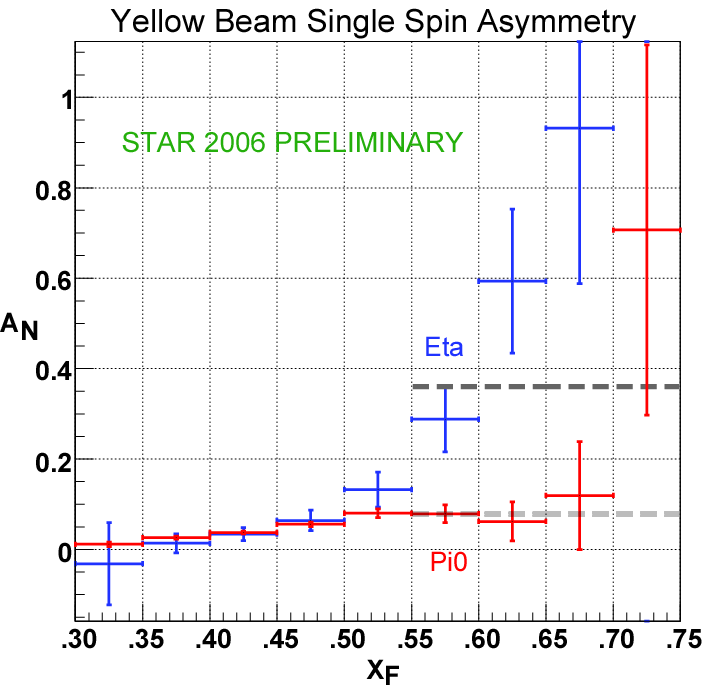 Yellow Beam Single Spin Asymmetry
1
STAR 2006 PRELIMINARY
0.8
0.6
A_N
Eta
0.4
0.2
0
Pi0
.30 .35 .40 .45 .50 .55 .60 .65 .70 .75
X_F